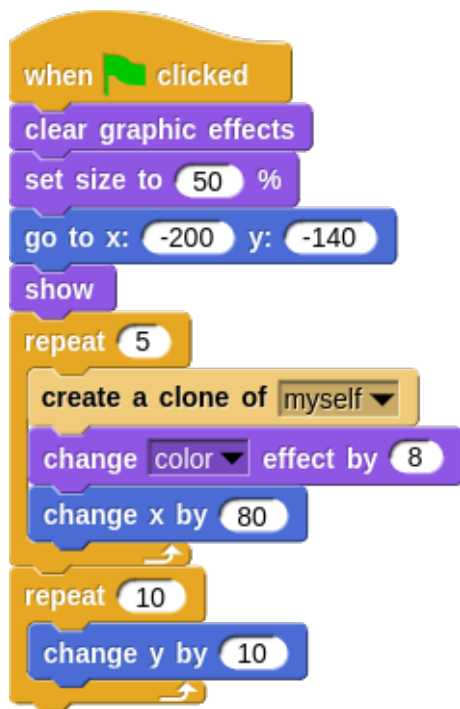 when clicked
clear graphic effects
set size to 50 %
go to x: -200 y: -140
show
repeat 5
create a clone of myself
change color effect by 8
change x by 80
repeat 10
change y by 10